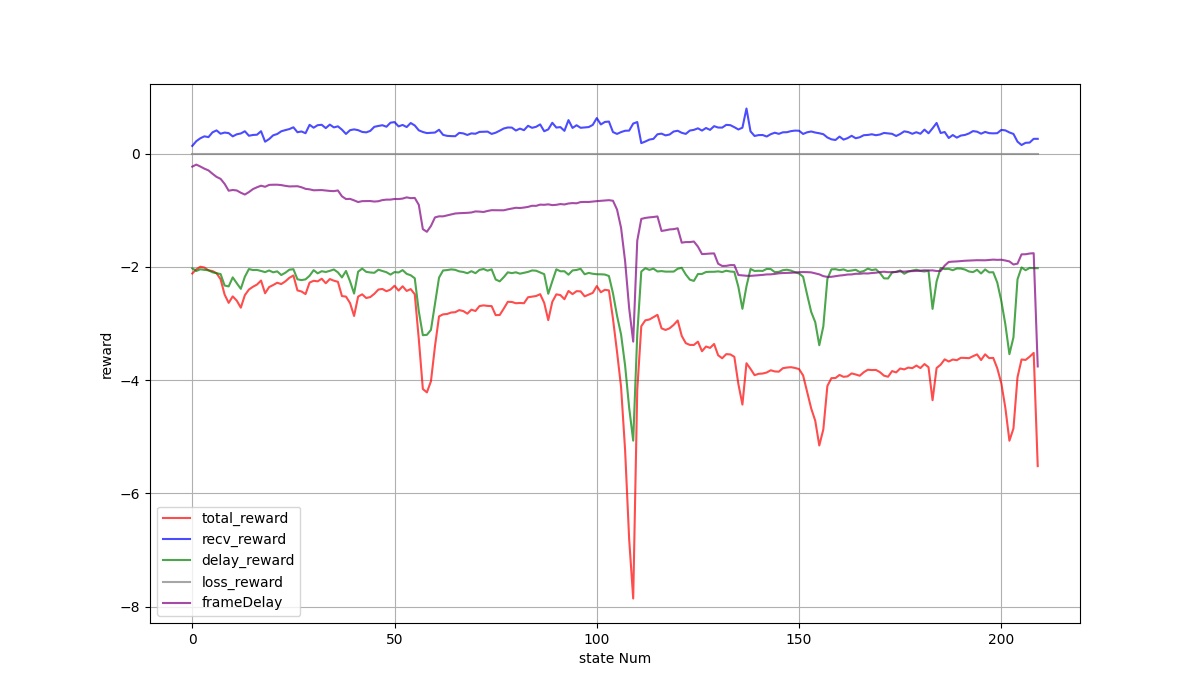 reward
0
−2
−4
−6
−8
total_reward
recv_reward
delay_reward
loss_reward
frameDelay
0
50
100
150
200
state Num